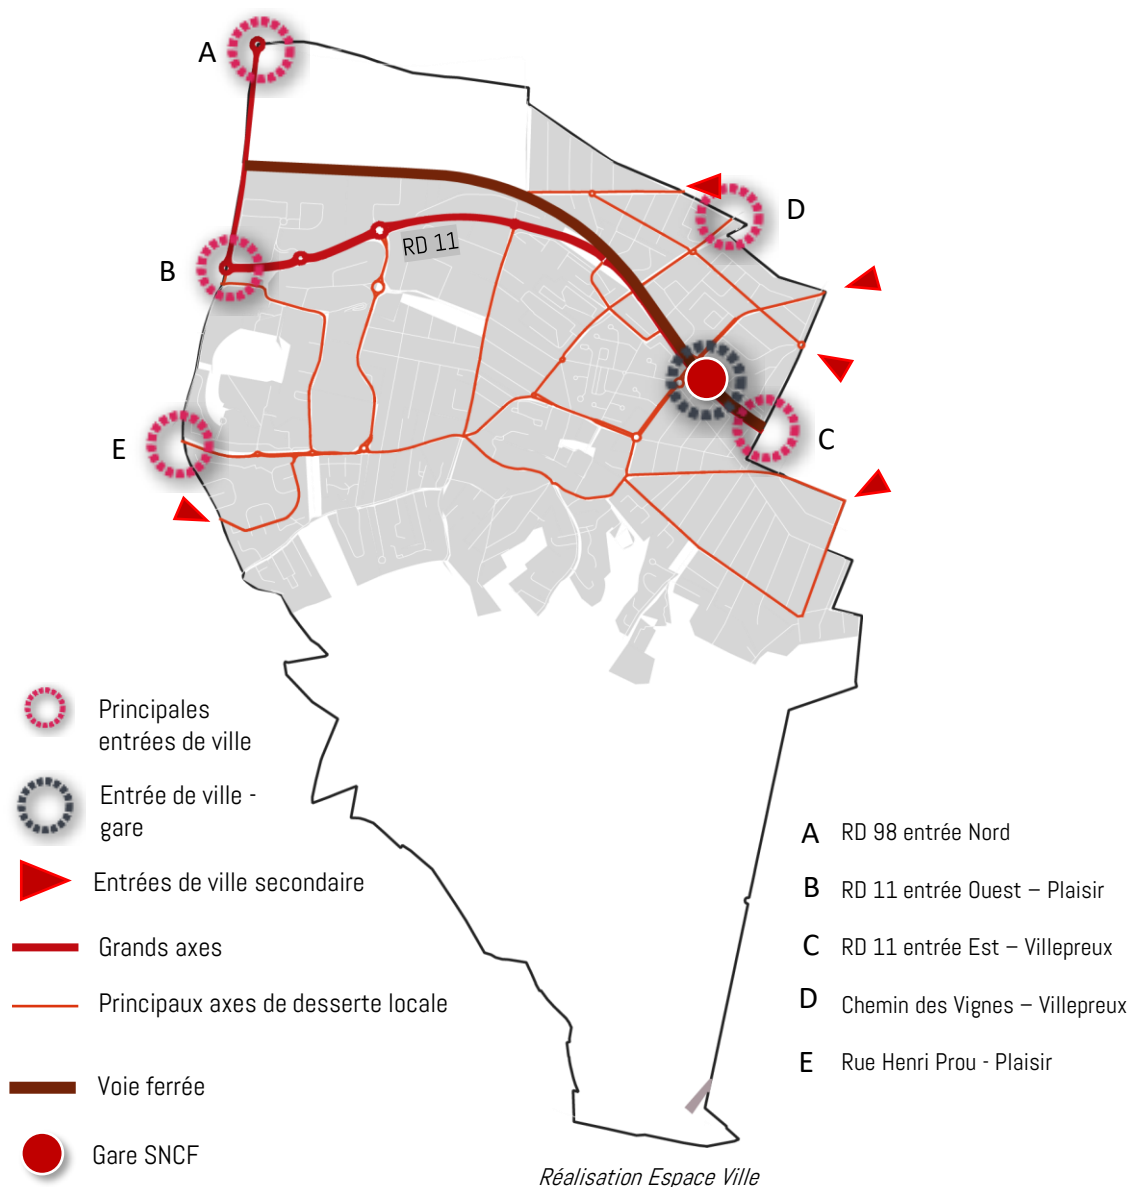 A
D
B
RD 11
E
C
Principales
entrées de ville
Entrée de ville -
gare
Entrées de ville secondaire
Grands axes
Principaux axes de desserte locale
Voie ferrée
Gare SNCF
A RD 98 entrée Nord
B RD 11 entrée Ouest – Plaisir
C RD 11 entrée Est – Villepreux
D Chemin des Vignes – Villepreux
E Rue Henri Prou - Plaisir
Réalisation Espace Ville